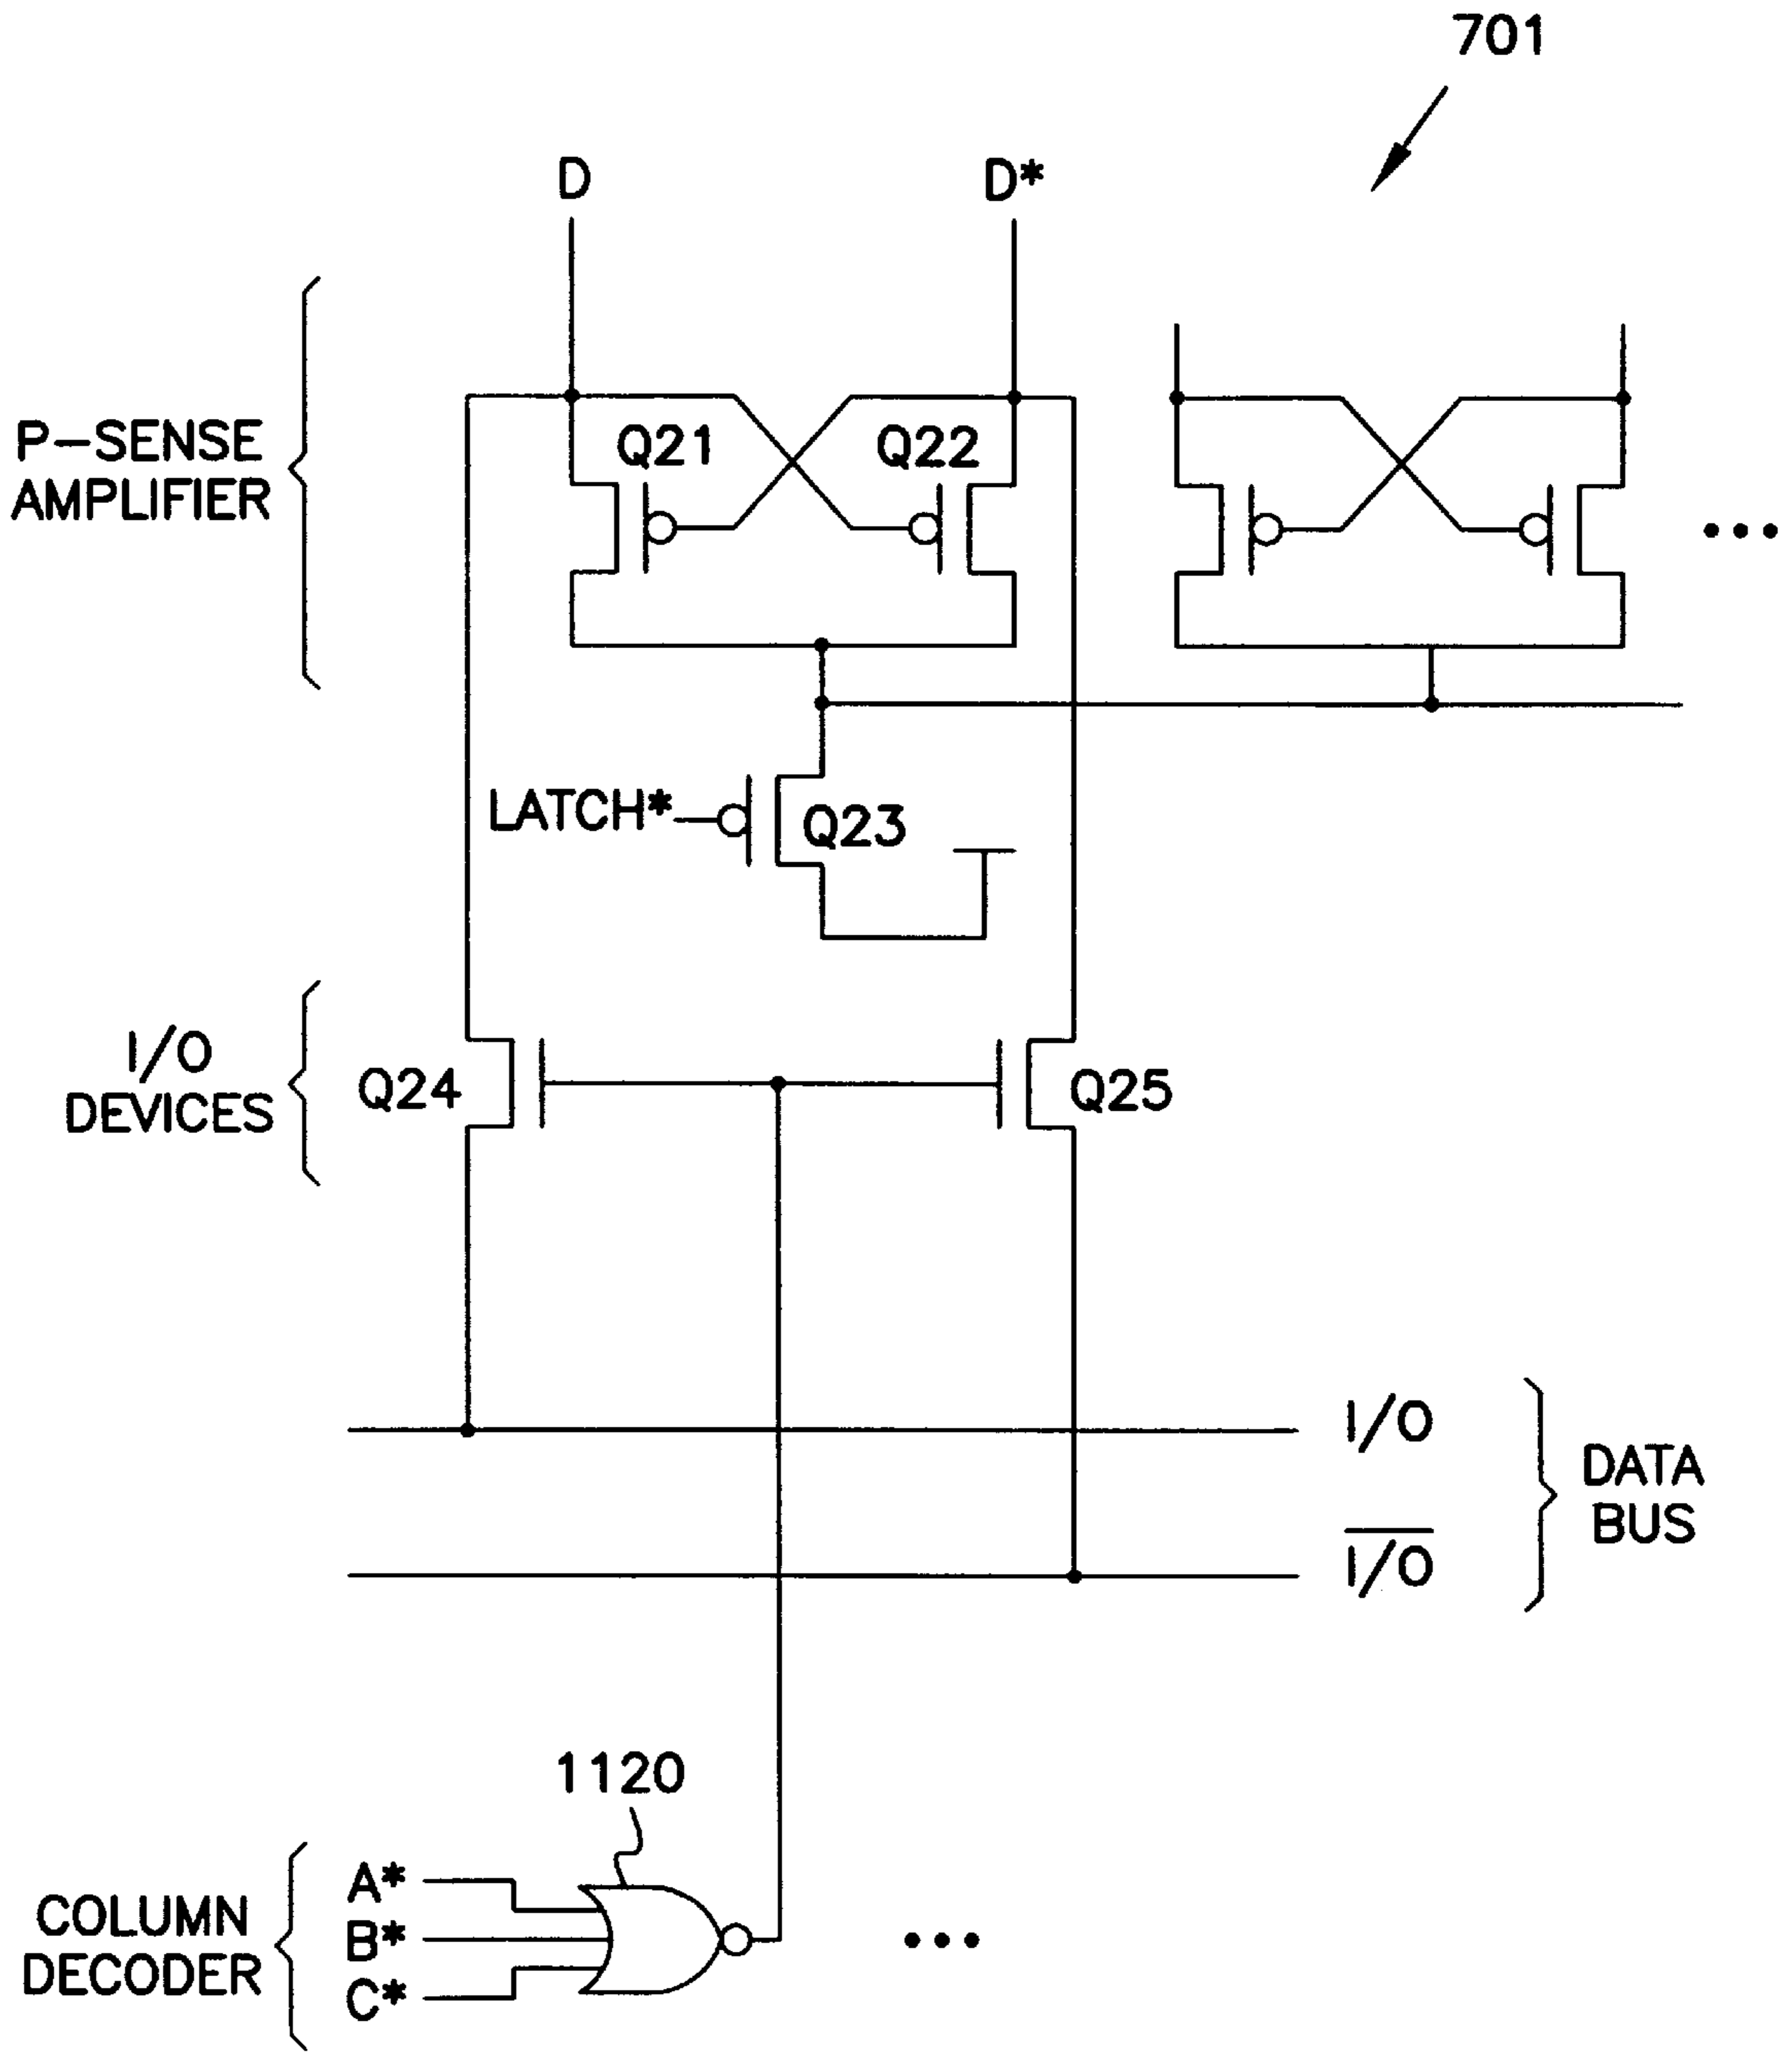 701
D
D*
P-SENSE
AMPLIFIER
Q21
Q22
LATCH*
Q23
I/O
DEVICES
Q24
Q25
I/O
I/O
DATA
BUS
1120
COLUMN
DECODER
A*
B*
C*